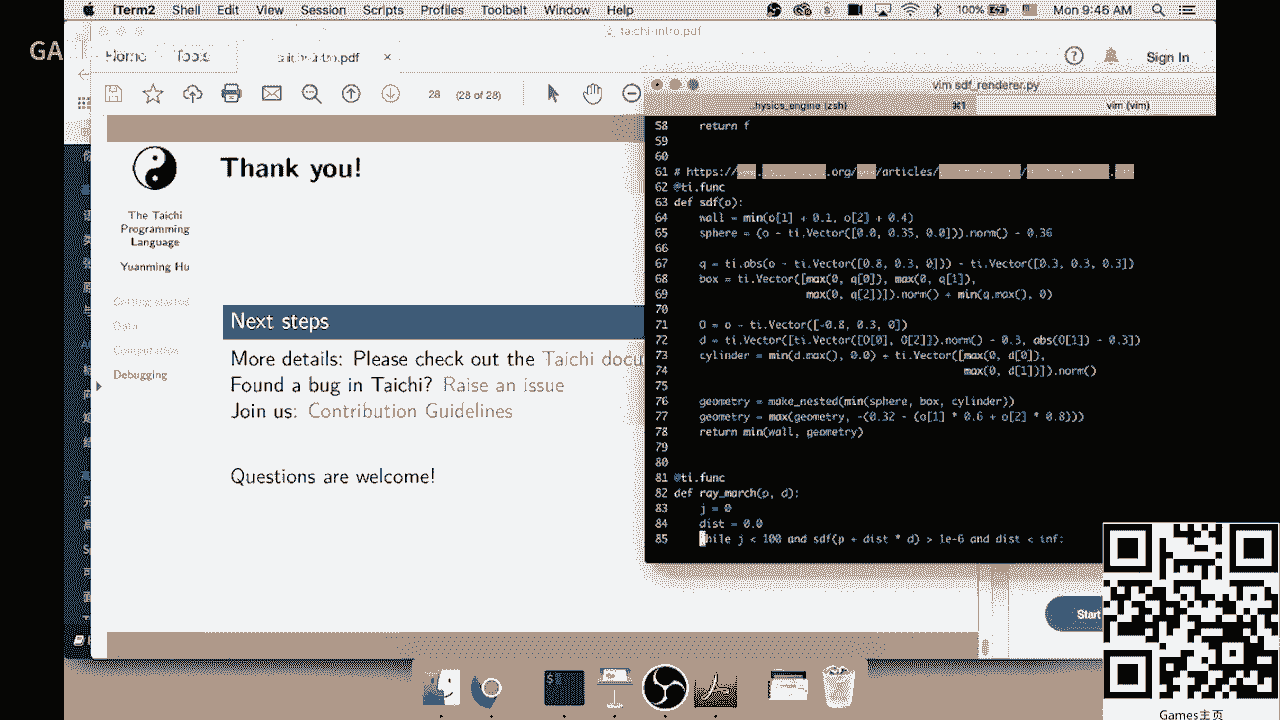 GA
iTerm2 Shell Edit View Session Scripts Profiles Toolbelt Window Help
100% Mon 9:46 AM
taichi-intro.pdf
Home Tools
taichi-intro.pdf ×
? Sign In
28 (28 of 28)
vim sdf_renderer.py
..hysics_engine (zsh) ⌘1 vim (vim)
Thank you!
The Taichi
Programming
Language
Yuanming Hu
Getting started
Data
Computation
Debugging
Next steps
More details: Please check out the Taichi docu
Found a bug in Taichi? Raise an issue
Join us: Contribution Guidelines
Questions are welcome!
58 return f
59
60
61 # https:// .org/ /articles/ / .
62 @ti.func
63 def sdf(o):
64 wall = min(o[1] + 0.1, o[2] + 0.4)
65 sphere = (o - ti.Vector([0.0, 0.35, 0.0])).norm() - 0.36
66
67 q = ti.abs(o - ti.Vector([0.8, 0.3, 0])) - ti.Vector([0.3, 0.3, 0.3])
68 box = ti.Vector([max(0, q[0]), max(0, q[1]),
69 max(0, q[2])]).norm() + min(q.max(), 0)
70
71 O = o - ti.Vector([-0.8, 0.3, 0])
72 d = ti.Vector([ti.Vector([O[0], O[2]]).norm() - 0.3, abs(O[1]) - 0.3])
73 cylinder = min(d.max(), 0.0) + ti.Vector([max(0, d[0]),
74 max(0, d[1])]).norm()
75
76 geometry = make_nested(min(sphere, box, cylinder))
77 geometry = max(geometry, -(0.32 - (o[1] * 0.6 + o[2] * 0.8)))
78 return min(wall, geometry)
79
80
81 @ti.func
82 def ray_march(p, d):
83 j = 0
84 dist = 0.0
85 while j < 100 and sdf(p + dist * d) > 1e-6 and dist < inf:
Start
Games主页